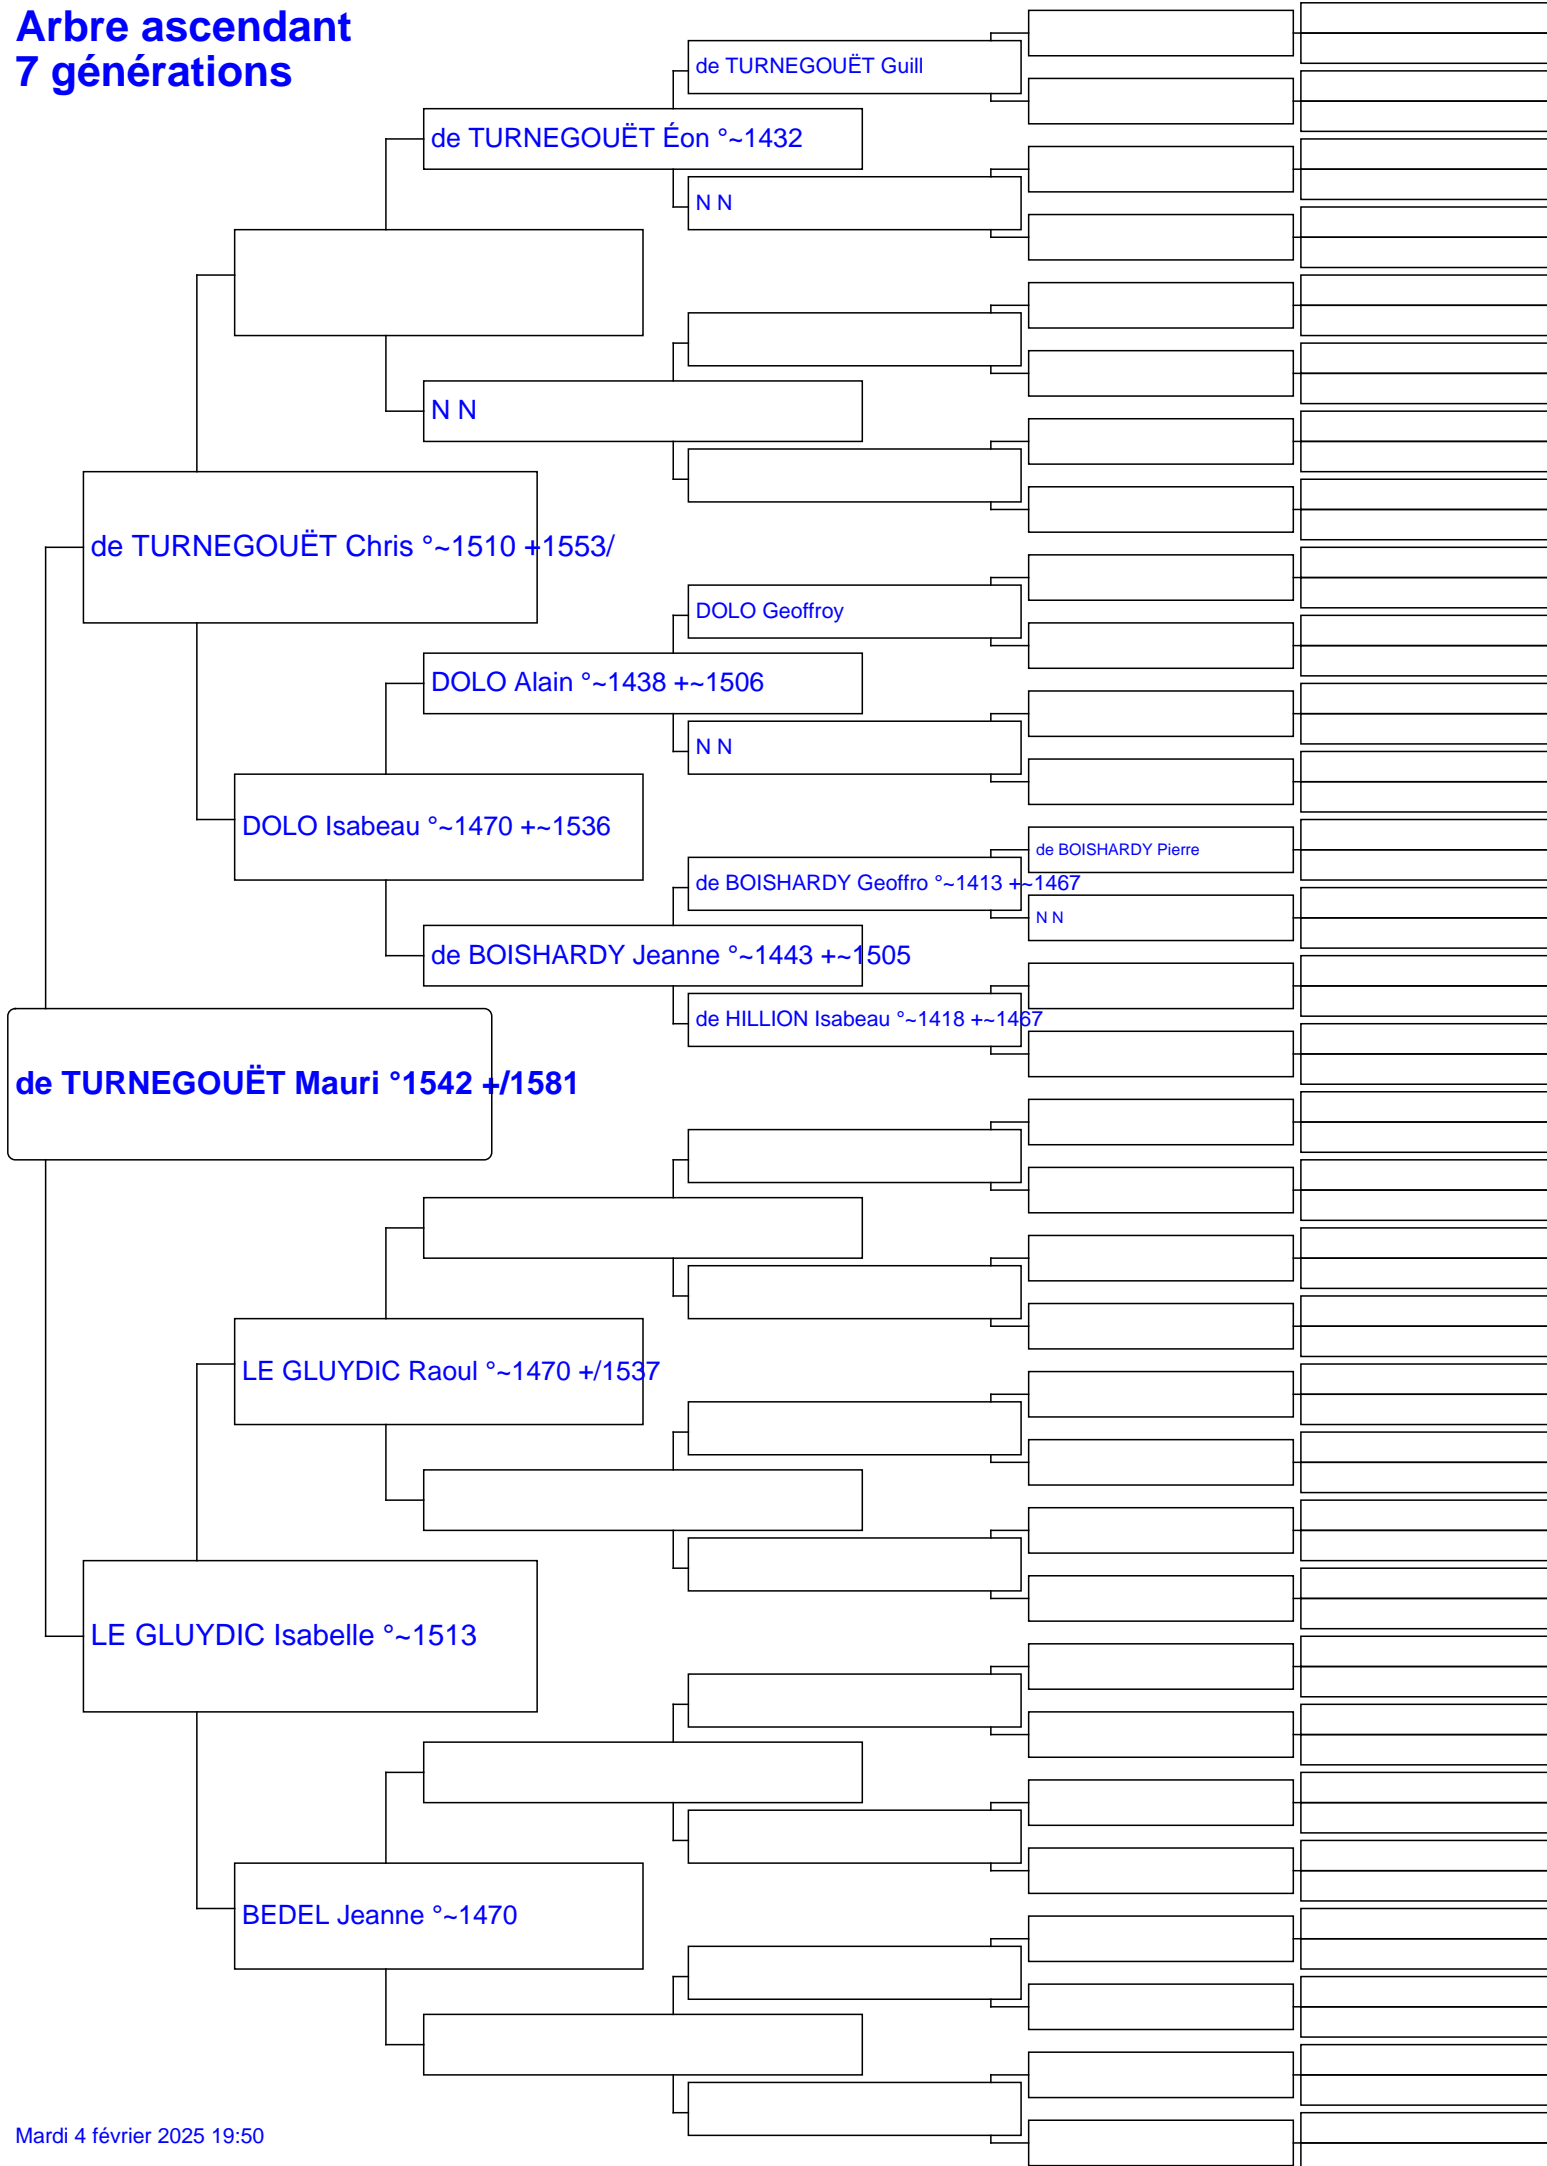 Arbre ascendant
7 générations
de TURNEGOUËT Guill
de TURNEGOUËT Éon °~1432
N N
N N
de TURNEGOUËT Chris °~1510 +1553/
DOLO Geoffroy
DOLO Alain °~1438 +~1506
N N
DOLO Isabeau °~1470 +~1536
de BOISHARDY Pierre
de BOISHARDY Geoffro °~1413 +~1467
N N
de BOISHARDY Jeanne °~1443 +~1505
de HILLION Isabeau °~1418 +~1467
de TURNEGOUËT Mauri °1542 +/1581
LE GLUYDIC Raoul °~1470 +/1537
LE GLUYDIC Isabelle °~1513
BEDEL Jeanne °~1470
Mardi 4 février 2025 19:50